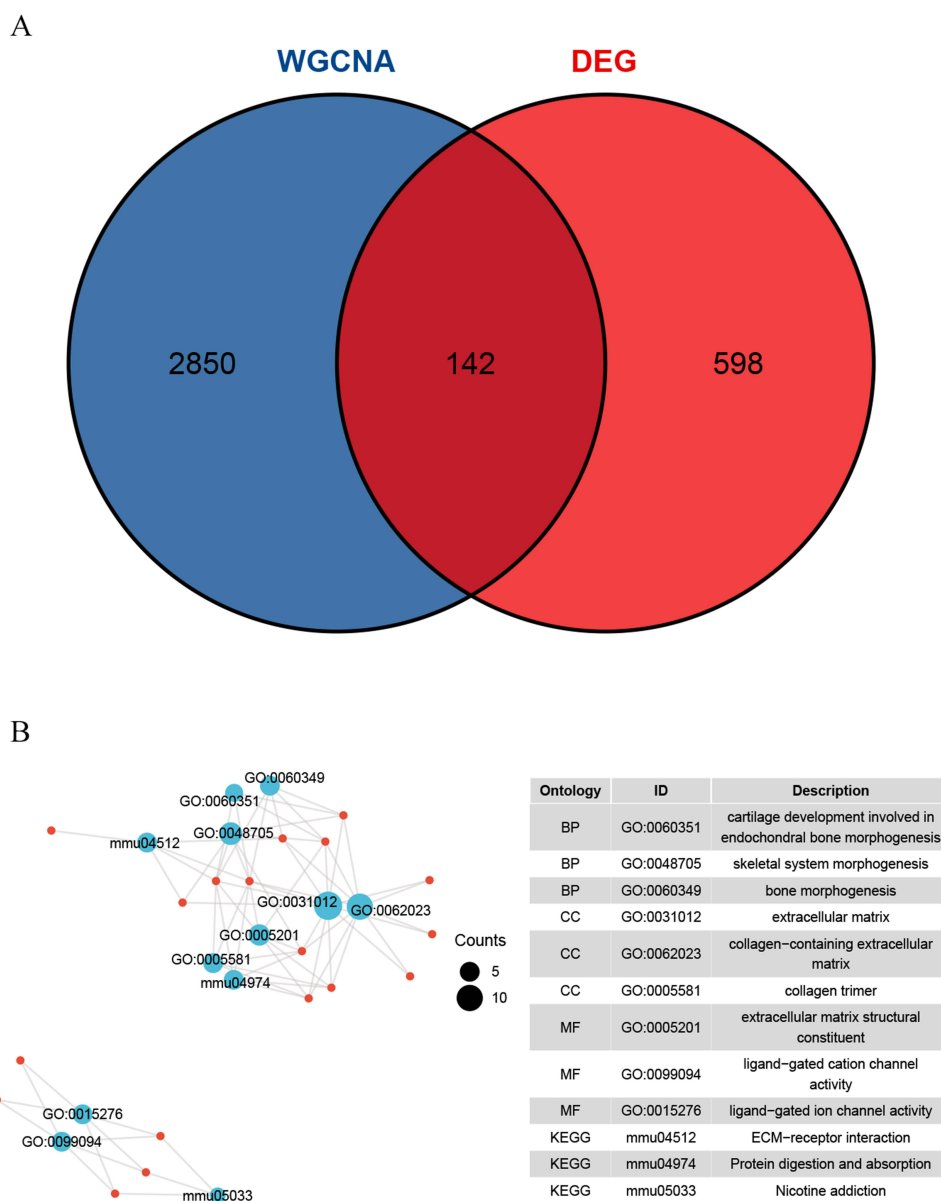 A
WGCNA DEG
2850 142 598
B
GO:0060349
GO:0060351
GO:0048705
mmu04512
GO:0031012
GO:0062023
GO:0005201
GO:0005581
mmu04974
Counts
5
10
GO:0015276
GO:0099094
mmu05033
Ontology ID Description
BP GO:0060351 cartilage development involved in
endochondral bone morphogenesis
BP GO:0048705 skeletal system morphogenesis
BP GO:0060349 bone morphogenesis
CC GO:0031012 extracellular matrix
CC GO:0062023 collagen−containing extracellular
matrix
CC GO:0005581 collagen trimer
MF GO:0005201 extracellular matrix structural
constituent
MF GO:0099094 ligand−gated cation channel
activity
MF GO:0015276 ligand−gated ion channel activity
KEGG mmu04512 ECM−receptor interaction
KEGG mmu04974 Protein digestion and absorption
KEGG mmu05033 Nicotine addiction